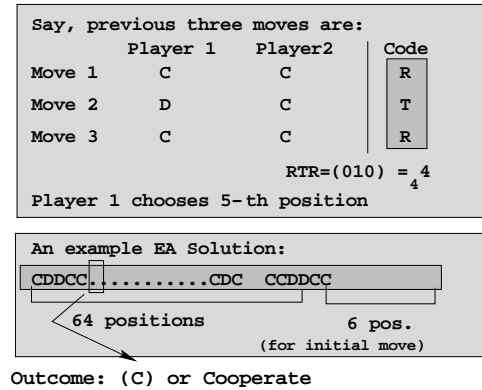 Say, previous three moves are:
Player 1 Player2 Code
Move 1 C C R
Move 2 D C T
Move 3 C C R
RTR=(010)4 = 4
Player 1 chooses 5-th position
An example EA Solution:
CDDCC...........CDC CCDDCC
64 positions 6 pos.
(for initial move)
Outcome: (C) or Cooperate